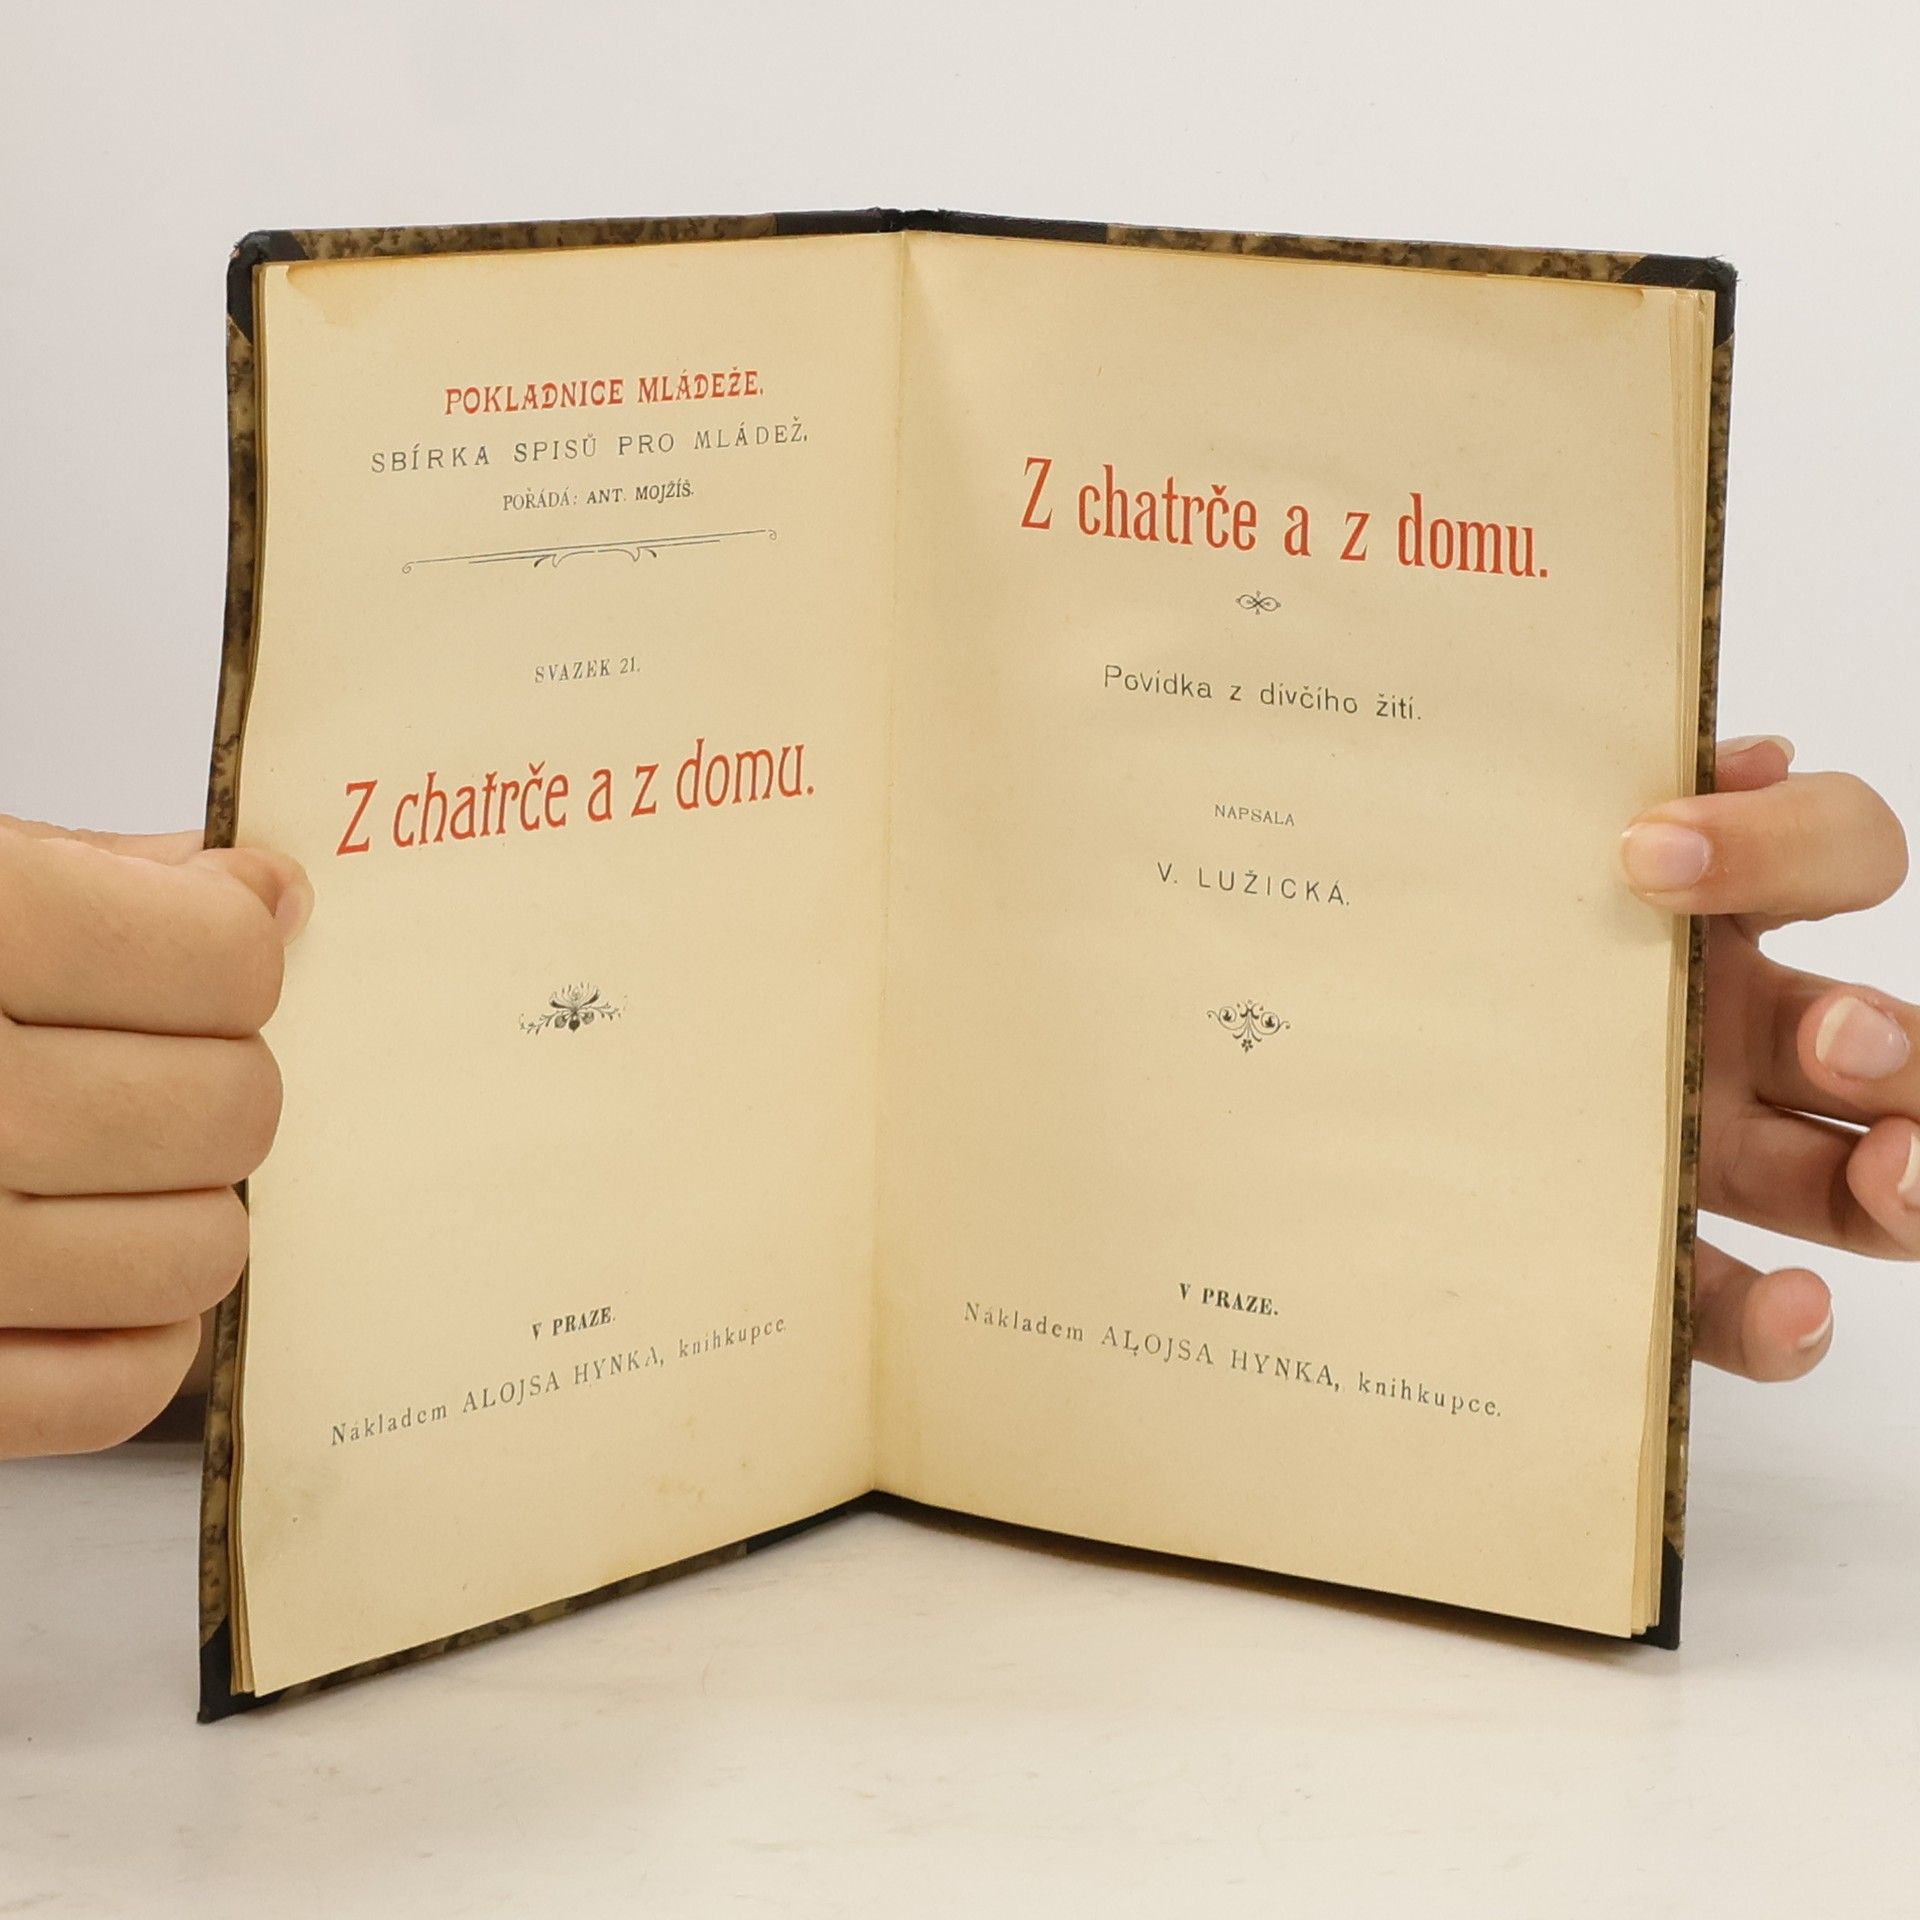 POKLADNICE MLÁDEŽE.
SBÍRKA SPISŮ PRO MLÁDEŽ.
POŘÁDÁ: ANT. MOJŽÍŠ.
SVAZEK 21.
Z chatrče a z domu.
V PRAZE.
Nákladem ALOJSA HYNKA, knihkupce.
Z chatrče a z domu.
Povídka z dívčího žití.
NAPSALA
V. LUŽICKÁ.
V PRAZE.
Nákladem ALOJSA HYNKA, knihkupce.